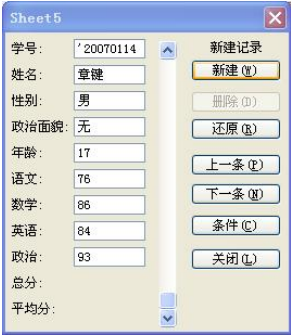 Sheet5
学号: '20070114 新建记录
姓名: 章键 新建(W)
性别: 男 删除(D)
政治面貌: 无 还原(R)
年龄: 17
语文: 76 上一条(P)
数学: 86 下一条(N)
英语: 84 条件(C)
政治: 93 关闭(L)
总分:
平均分: